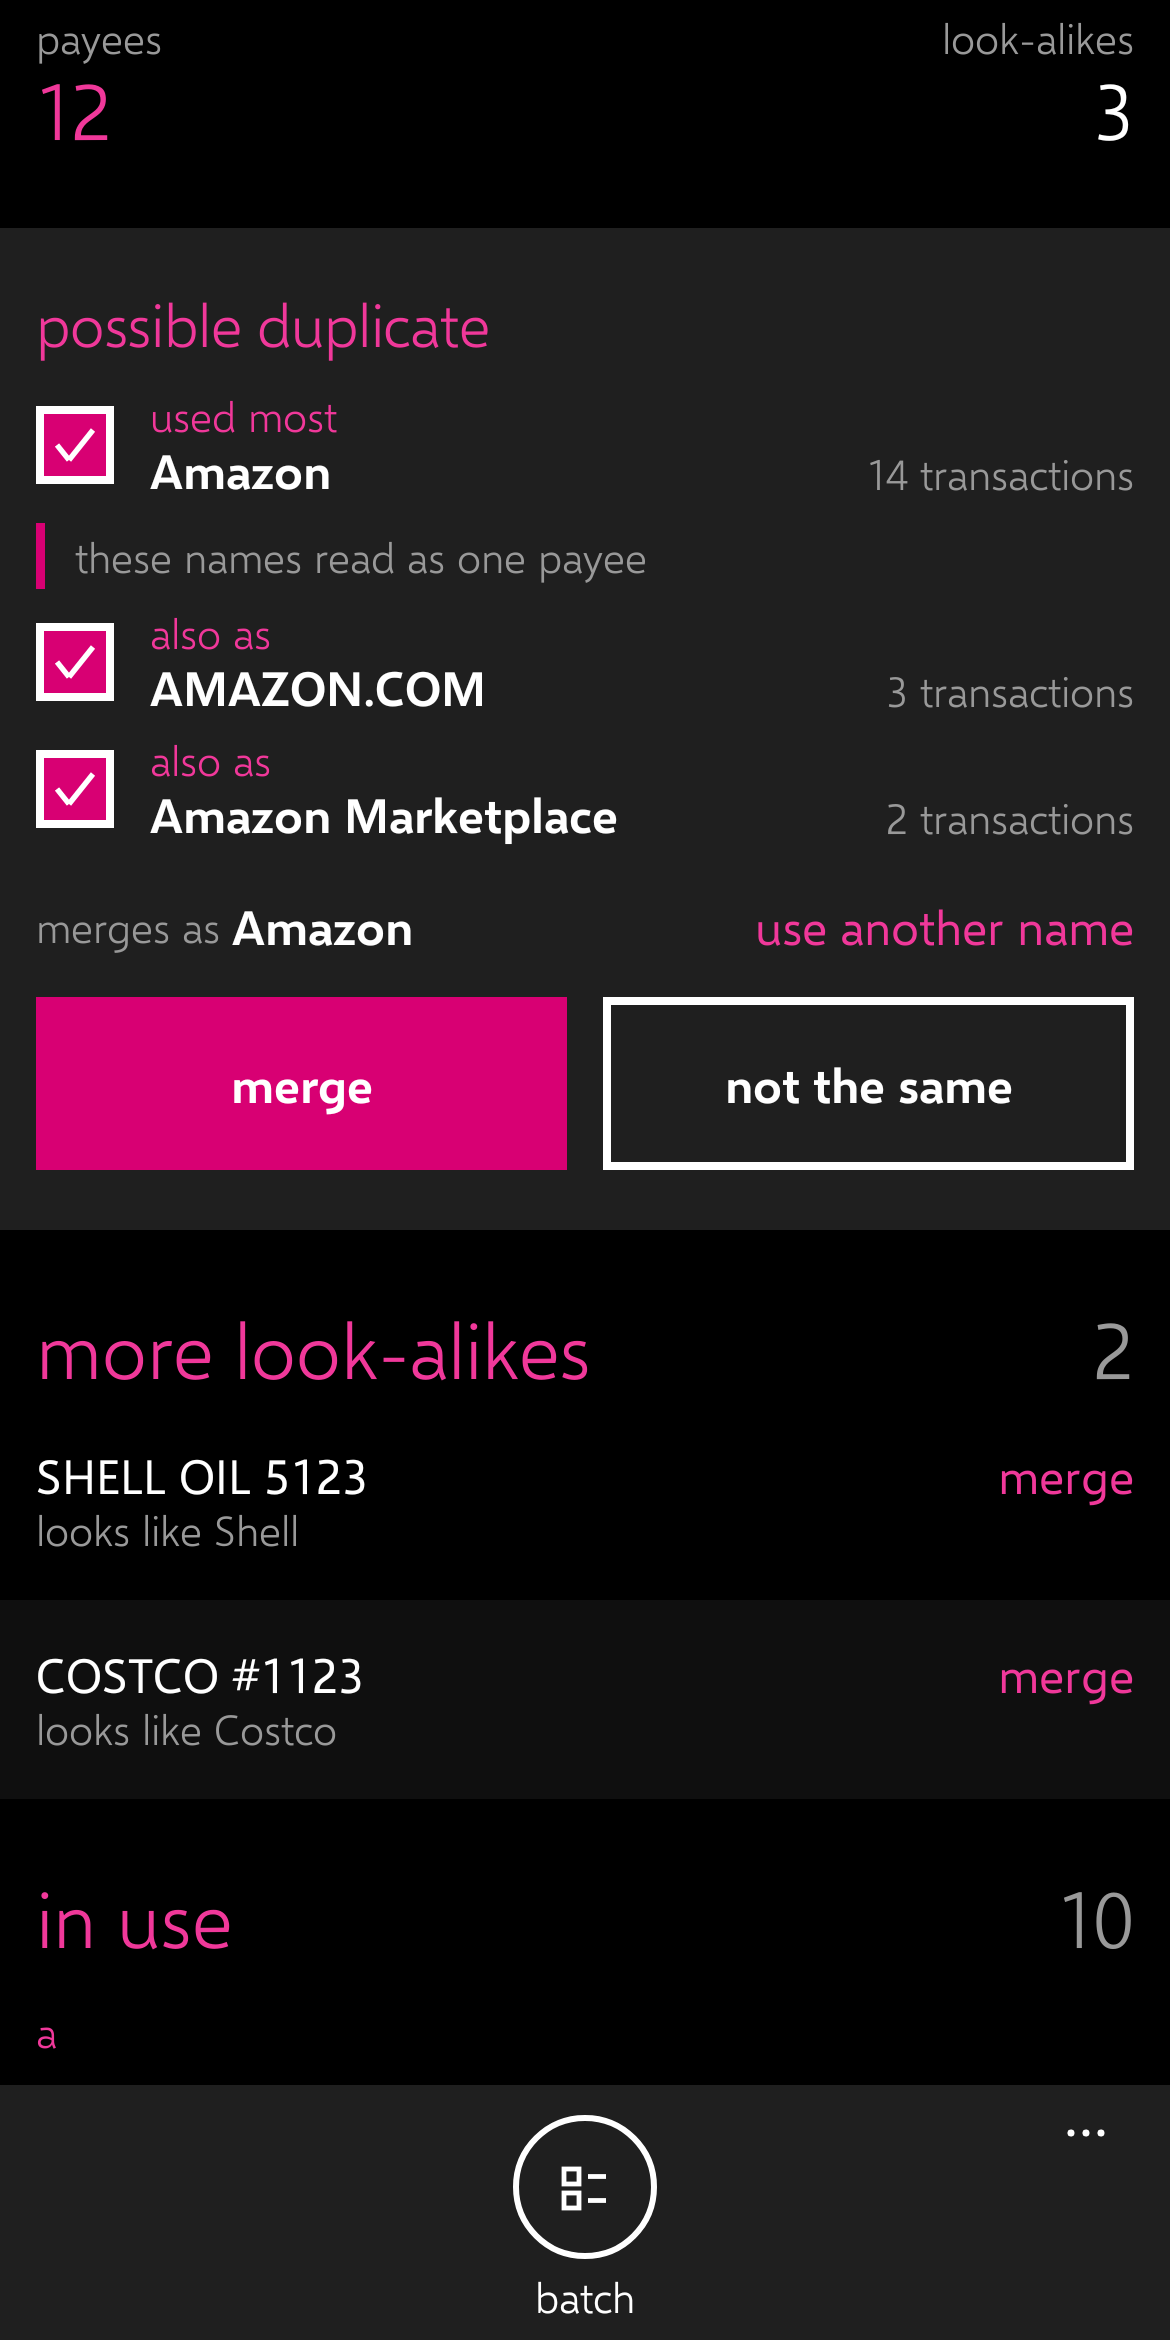 payees
look-alikes
12
3
possible duplicate
used most
Amazon
14 transactions
these names read as one payee
also as
AMAZON.COM
3 transactions
also as
Amazon Marketplace
2 transactions
merges as Amazon
use another name
merge
not the same
more look-alikes
2
SHELL OIL 5123
merge
looks like Shell
COSTCO #1123
merge
looks like Costco
in use
10
a
...
batch